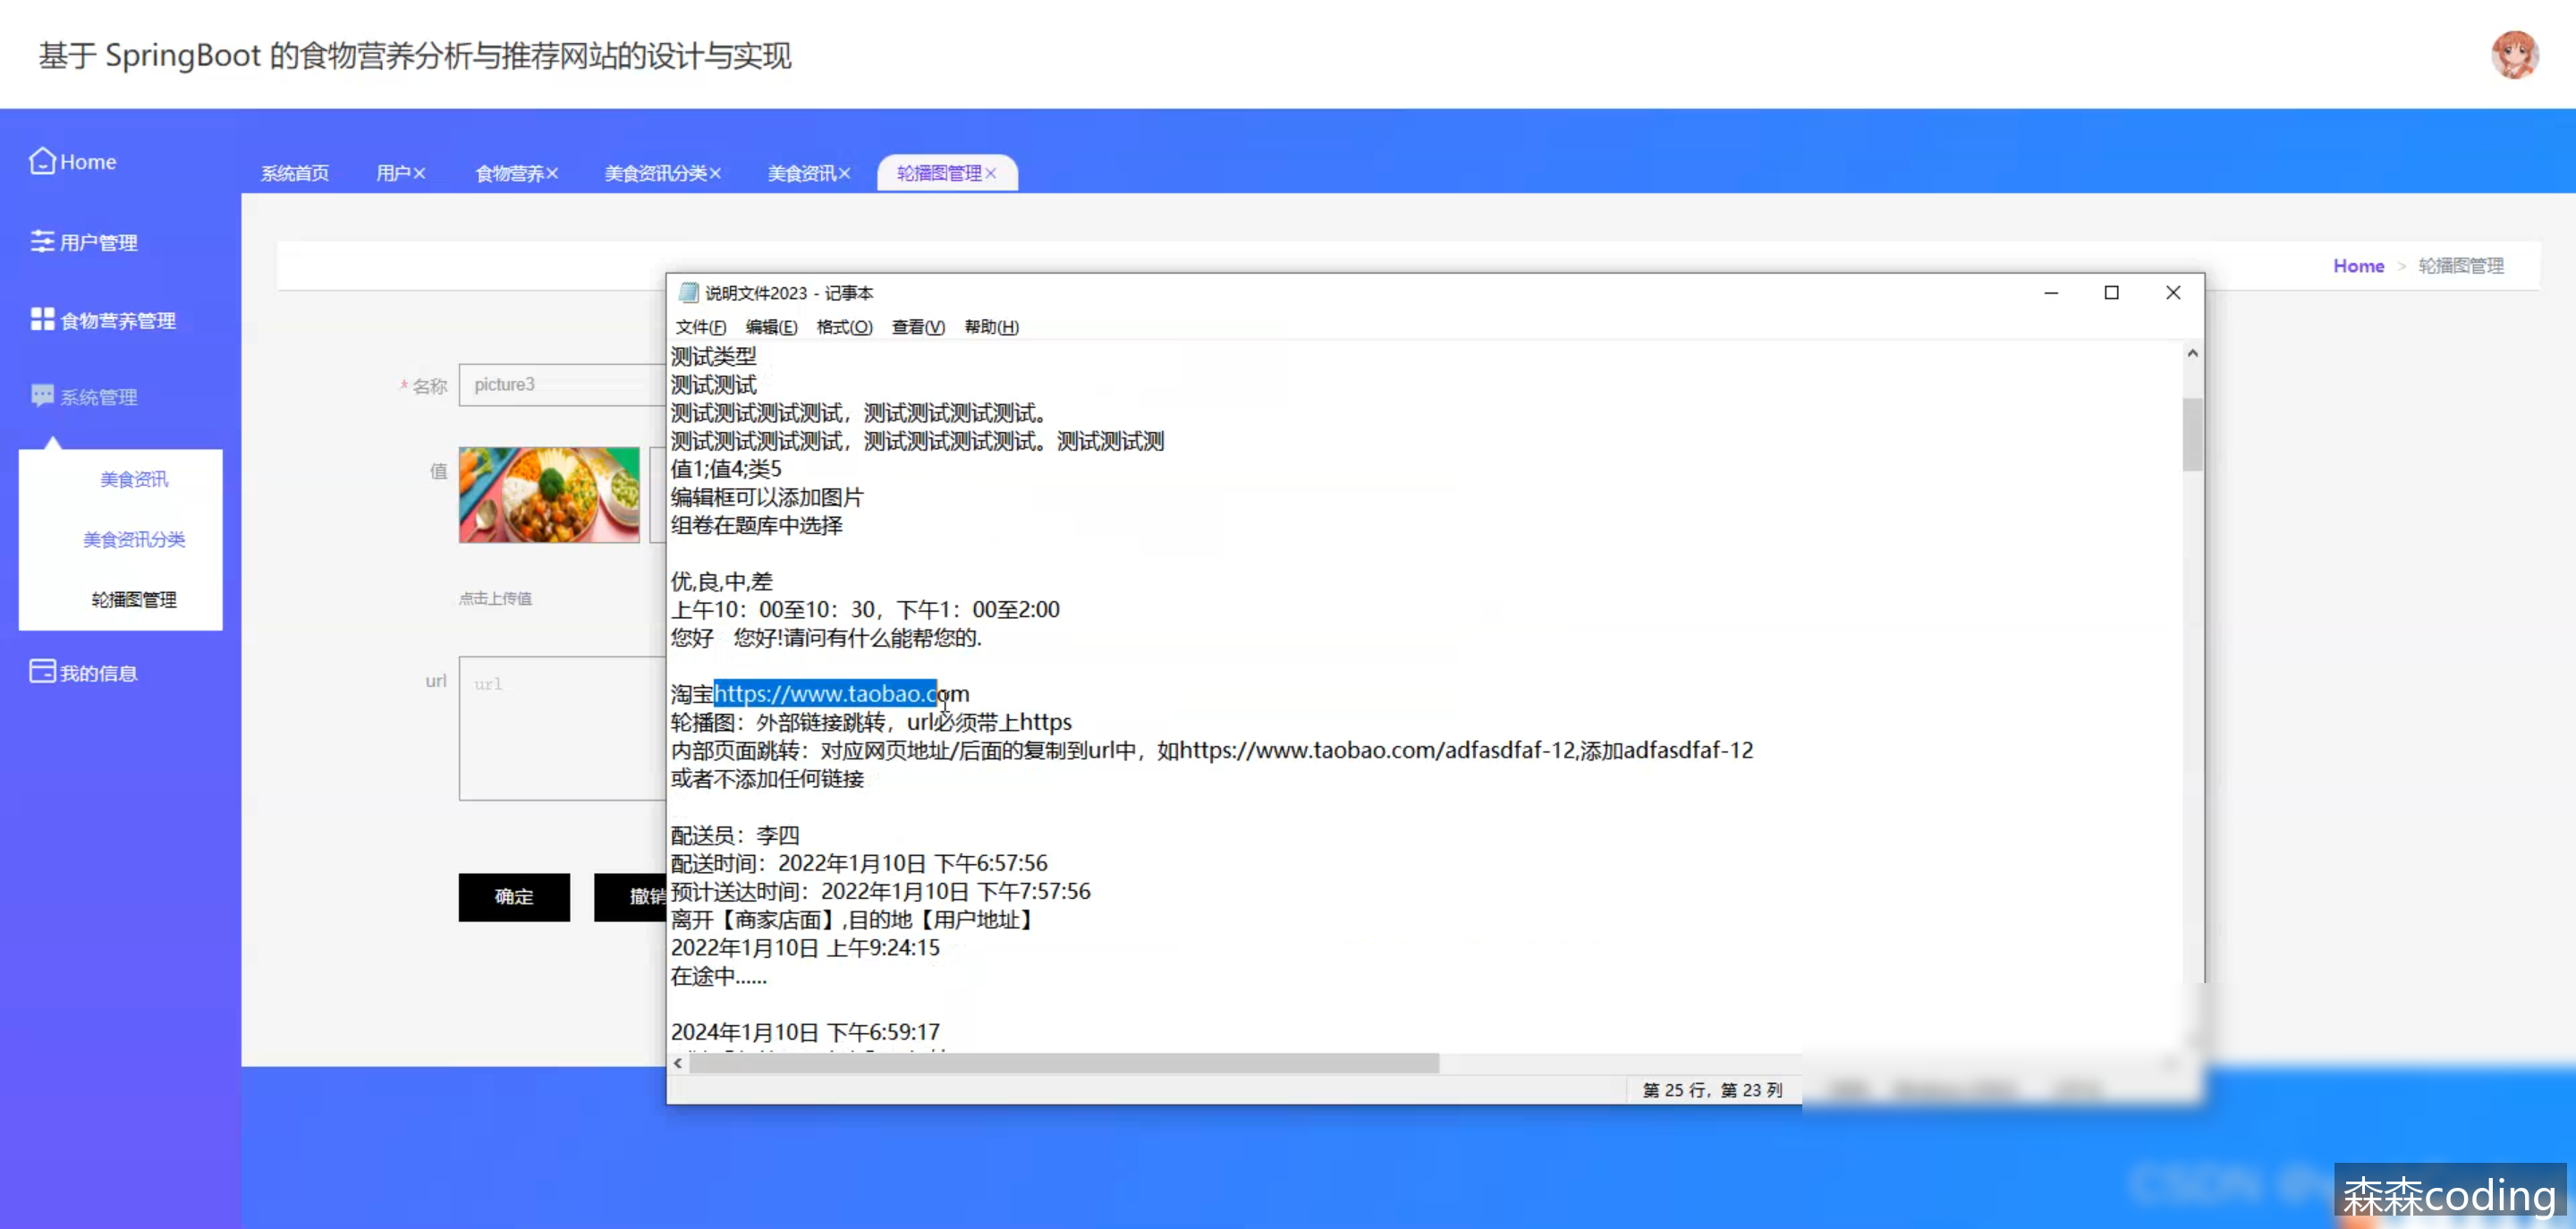 基于 SpringBoot 的食物营养分析与推荐网站的设计与实现
Home
系统首页
用户×
食物营养×
美食资讯分类×
美食资讯×
轮播图管理×
用户管理
食物营养管理
系统管理
美食资讯
美食资讯分类
轮播图管理
我的信息
Home > 轮播图管理
* 名称
picture3
值
点击上传值
url
url
确定
撤销
说明文件2023 - 记事本
文件(F) 编辑(E) 格式(O) 查看(V) 帮助(H)
测试类型
测试测试
测试测试测试测试，测试测试测试测试。
测试测试测试测试，测试测试测试测试。测试测试测
值1;值4;类5
编辑框可以添加图片
组卷在题库中选择
优,良,中,差
上午10：00至10：30，下午1：00至2:00
您好 您好!请问有什么能帮您的.
淘宝https://www.taobao.com
轮播图：外部链接跳转，url必须带上https
内部页面跳转：对应网页地址/后面的复制到url中，如https://www.taobao.com/adfasdfaf-12,添加adfasdfaf-12
或者不添加任何链接
配送员：李四
配送时间：2022年1月10日 下午6:57:56
预计送达时间：2022年1月10日 下午7:57:56
离开【商家店面】,目的地【用户地址】
2022年1月10日 上午9:24:15
在途中......
2024年1月10日 下午6:59:17
第 25 行，第 23 列
森森coding